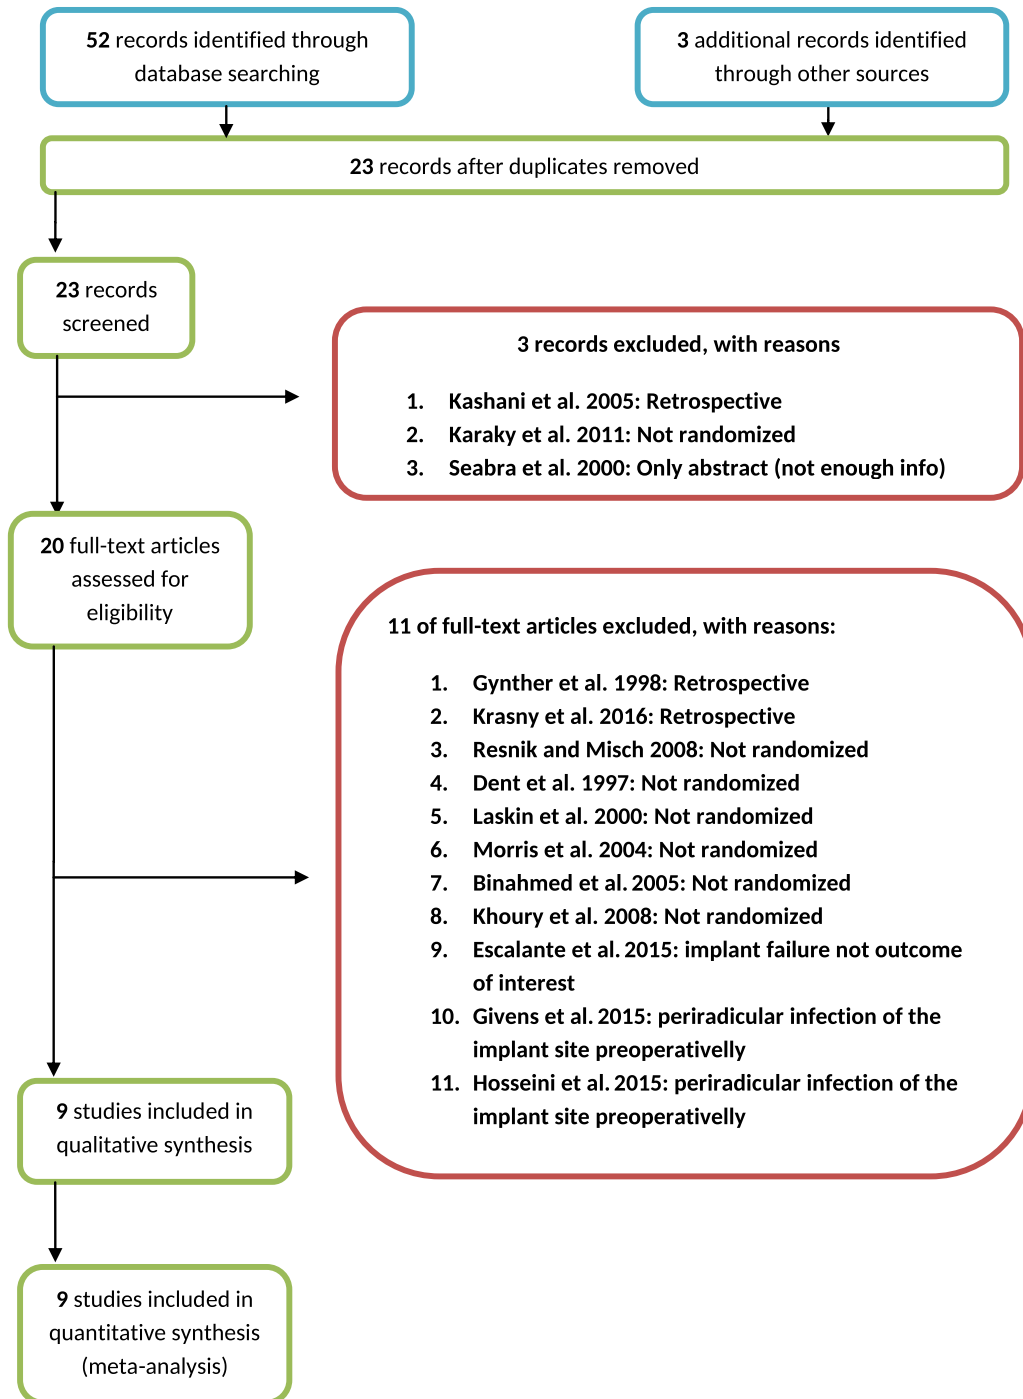 52 records identified through
database searching
3 additional records identified
through other sources
23 records after duplicates removed
23 records
screened
3 records excluded, with reasons
1. Kashani et al. 2005: Retrospective
2. Karaky et al. 2011: Not randomized
3. Seabra et al. 2000: Only abstract (not enough info)
20 full-text articles
assessed for
eligibility
11 of full-text articles excluded, with reasons:
1. Gynther et al. 1998: Retrospective
2. Krasny et al. 2016: Retrospective
3. Resnik and Misch 2008: Not randomized
4. Dent et al. 1997: Not randomized
5. Laskin et al. 2000: Not randomized
6. Morris et al. 2004: Not randomized
7. Binahmed et al. 2005: Not randomized
8. Khoury et al. 2008: Not randomized
9. Escalante et al. 2015: implant failure not outcome
of interest
10. Givens et al. 2015: periradicular infection of the
implant site preoperativelly
11. Hosseini et al. 2015: periradicular infection of the
implant site preoperativelly
9 studies included in
qualitative synthesis
9 studies included in
quantitative synthesis
(meta-analysis)